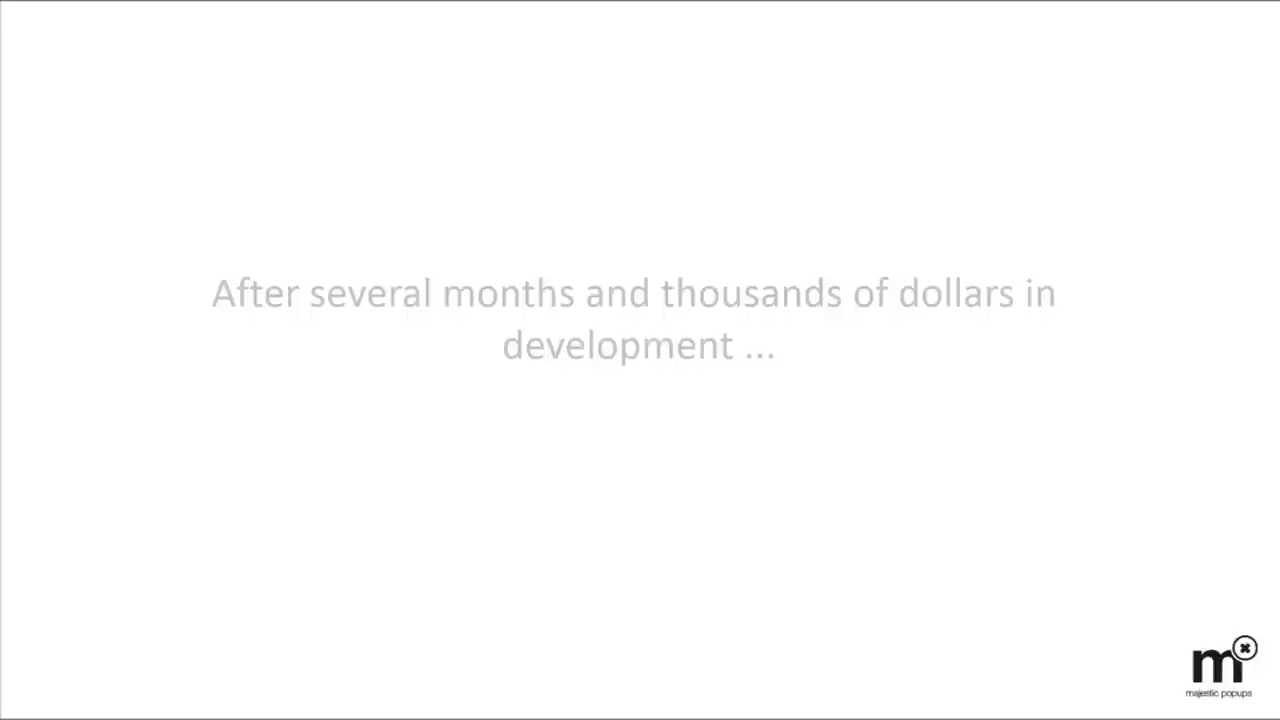 After several months and thousands of dollars in
development ...
m
majestic popups